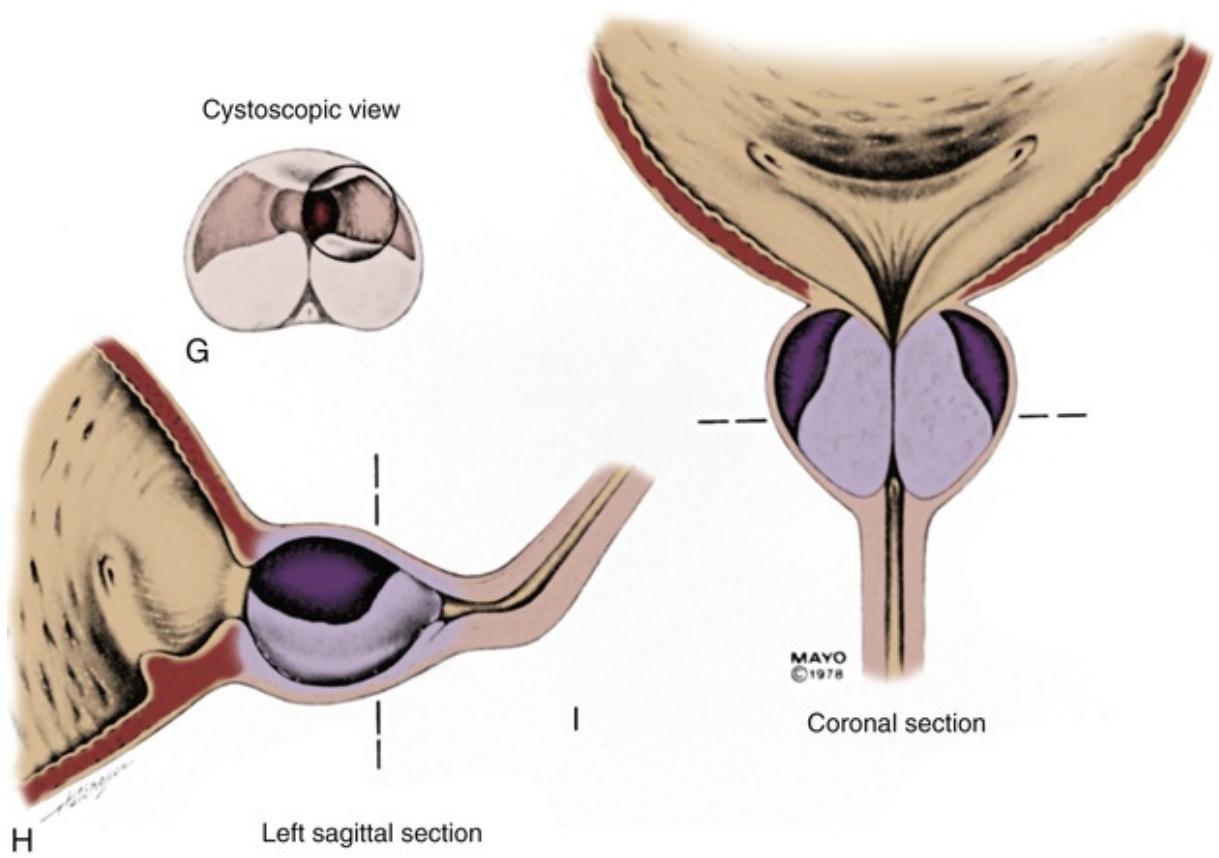 Cystoscopic view
G
MAYO
©1978
I
Coronal section
Left sagittal section
H